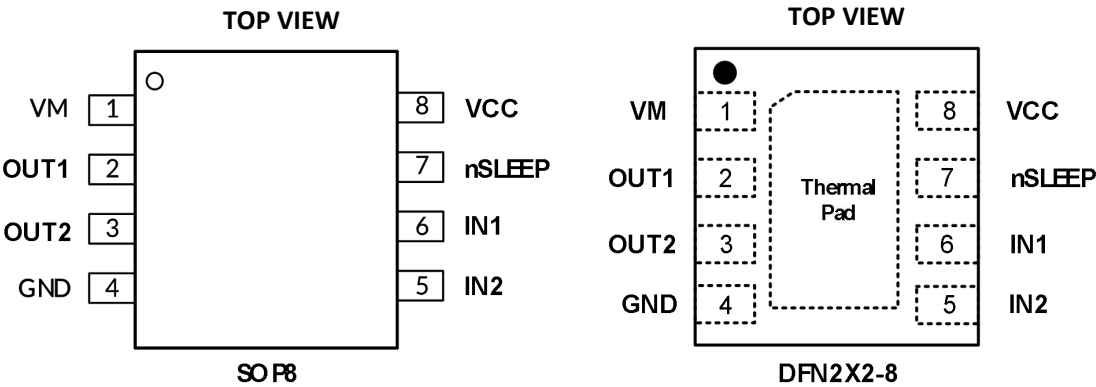 TOP VIEW
VM 1 8 VCC
OUT1 2 7 nSLEEP
OUT2 3 6 IN1
GND 4 5 IN2
SOP8
TOP VIEW
VM 1 8 VCC
OUT1 2 7 nSLEEP
Thermal
Pad
OUT2 3 6 IN1
GND 4 5 IN2
DFN2X2-8